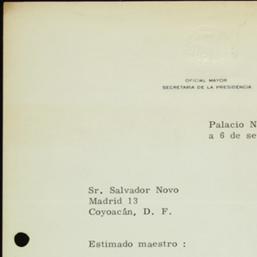 OFICIAL MAYOR
SECRETARIA DE LA PRESIDENCIA
Palacio N
a 6 de se
Sr. Salvador Novo
Madrid 13
Coyoacán, D. F.
Estimado maestro :